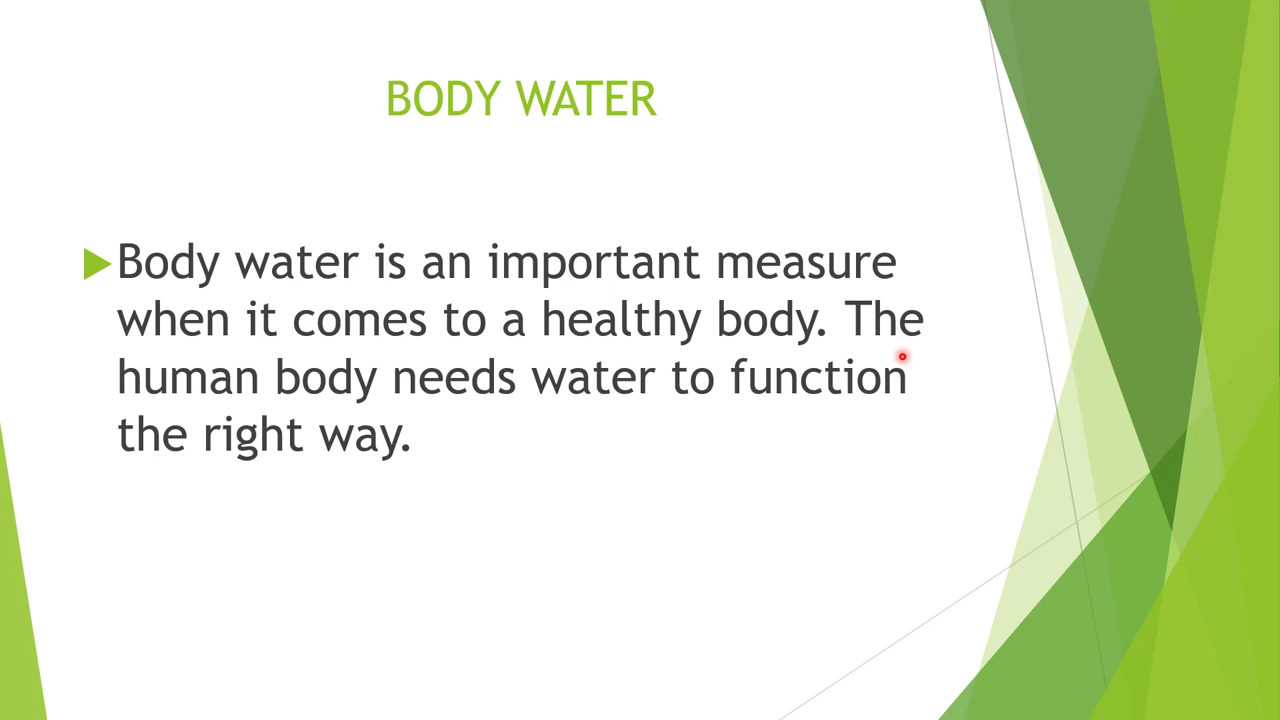 BODY WATER
Body water is an important measure
when it comes to a healthy body. The
human body needs water to function
the right way.